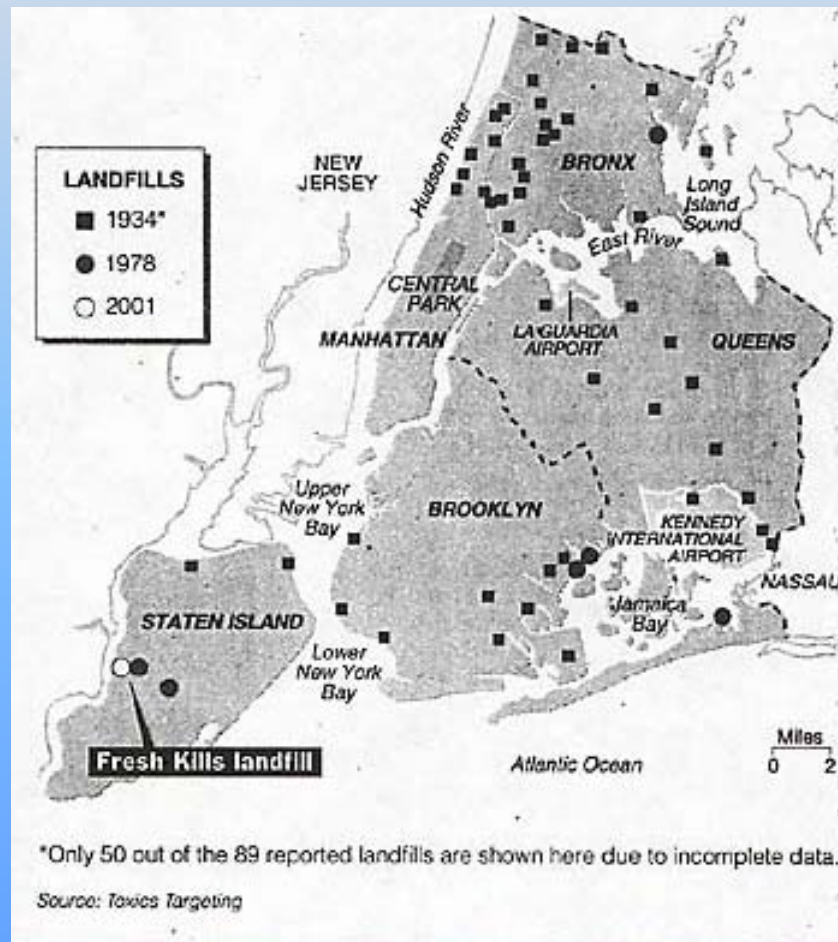 LANDFILLS
1934*
1978
2001
NEW
JERSEY
Hudson River
BRONX
Long
Island
Sound
East River
CENTRAL
PARK
MANHATTAN
LA GUARDIA
AIRPORT
QUEENS
Upper
New York
Bay
BROOKLYN
KENNEDY
INTERNATIONAL
AIRPORT
NASSAU
Jamaica
Bay
STATEN ISLAND
Lower
New York
Bay
Fresh Kills landfill
Atlantic Ocean
Miles
0 2
*Only 50 out of the 89 reported landfills are shown here due to incomplete data.
Source: Toxics Targeting